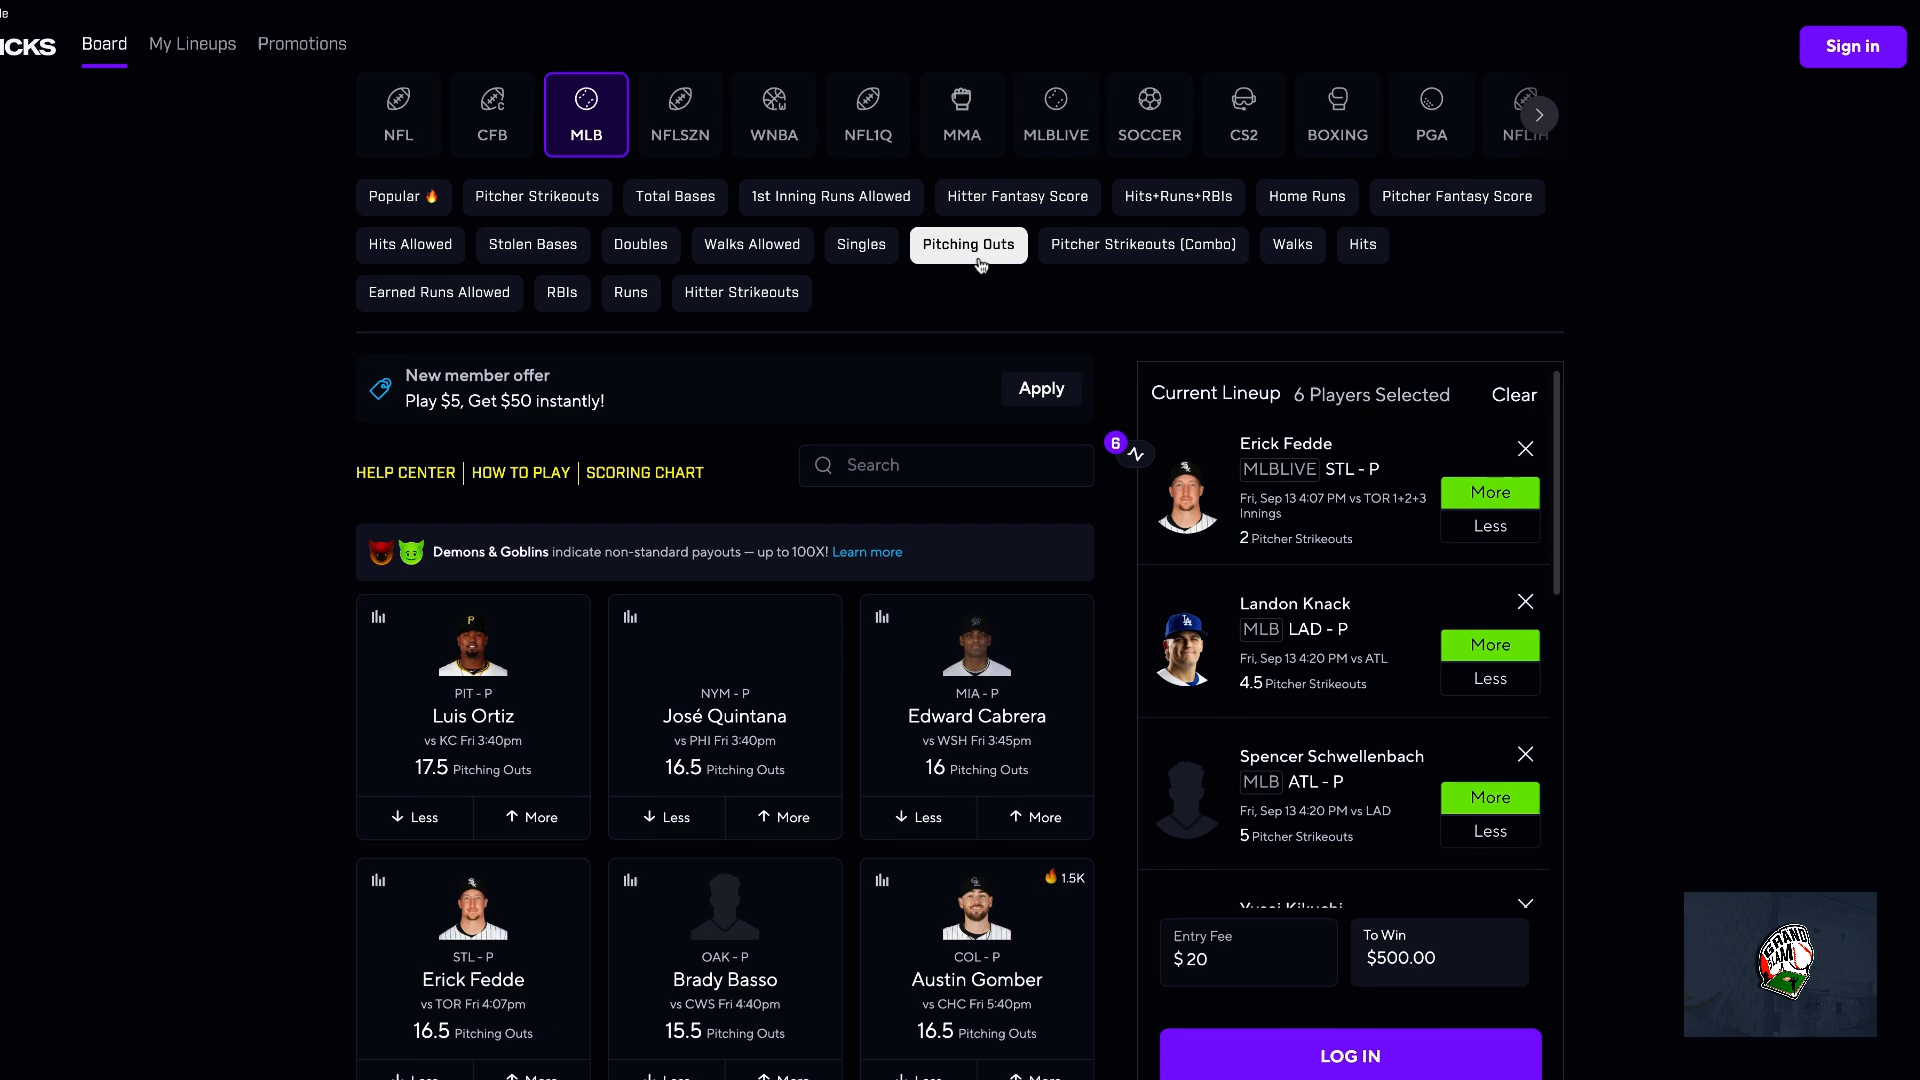 le
ICKS Board My Lineups Promotions Sign in
NFL CFB MLB NFLSZN WNBA NFL1Q MMA MLBLIVE SOCCER CS2 BOXING PGA NFL1H
Popular 🔥 Pitcher Strikeouts Total Bases 1st Inning Runs Allowed Hitter Fantasy Score Hits+Runs+RBIs Home Runs Pitcher Fantasy Score
Hits Allowed Stolen Bases Doubles Walks Allowed Singles Pitching Outs Pitcher Strikeouts (Combo) Walks Hits
Earned Runs Allowed RBIs Runs Hitter Strikeouts
New member offer
Play $5, Get $50 instantly!
Apply
HELP CENTER HOW TO PLAY SCORING CHART
Search
Demons & Goblins indicate non-standard payouts – up to 100X! Learn more
PIT - P
Luis Ortiz
vs KC Fri 3:40pm
17.5 Pitching Outs
Less More
NYM - P
José Quintana
vs PHI Fri 3:40pm
16.5 Pitching Outs
Less More
MIA - P
Edward Cabrera
vs WSH Fri 3:45pm
16 Pitching Outs
Less More
STL - P
Erick Fedde
vs TOR Fri 4:07pm
16.5 Pitching Outs
Less More
OAK - P
Brady Basso
vs CWS Fri 4:40pm
15.5 Pitching Outs
Less More
🔥 1.5K
COL - P
Austin Gomber
vs CHC Fri 5:40pm
16.5 Pitching Outs
Less More
Current Lineup 6 Players Selected Clear
6
Erick Fedde
MLBLIVE STL - P
Fri, Sep 13 4:07 PM vs TOR 1+2+3
Innings
2 Pitcher Strikeouts
More
Less
Landon Knack
MLB LAD - P
Fri, Sep 13 4:20 PM vs ATL
4.5 Pitcher Strikeouts
More
Less
Spencer Schwellenbach
MLB ATL - P
Fri, Sep 13 4:20 PM vs LAD
5 Pitcher Strikeouts
More
Less
Yusei Kikuchi
Entry Fee
$ 20
To Win
$500.00
LOG IN
GRAND
SLAM